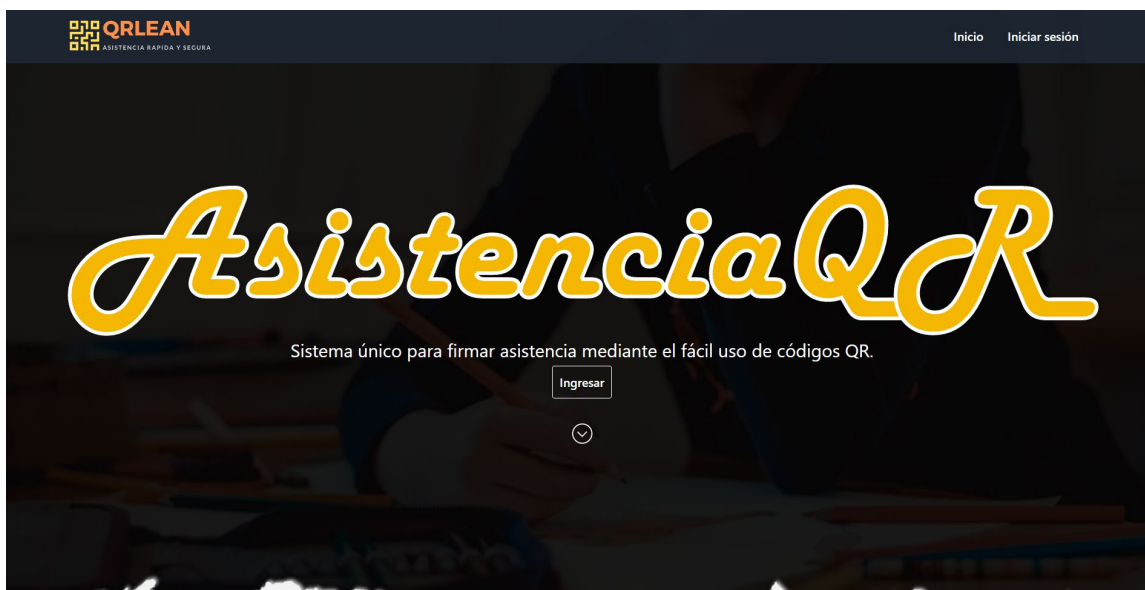 QRLEAN
ASISTENCIA RAPIDA Y SEGURA
Inicio Iniciar sesión
AsistenciaQR
Sistema único para firmar asistencia mediante el fácil uso de códigos QR.
Ingresar